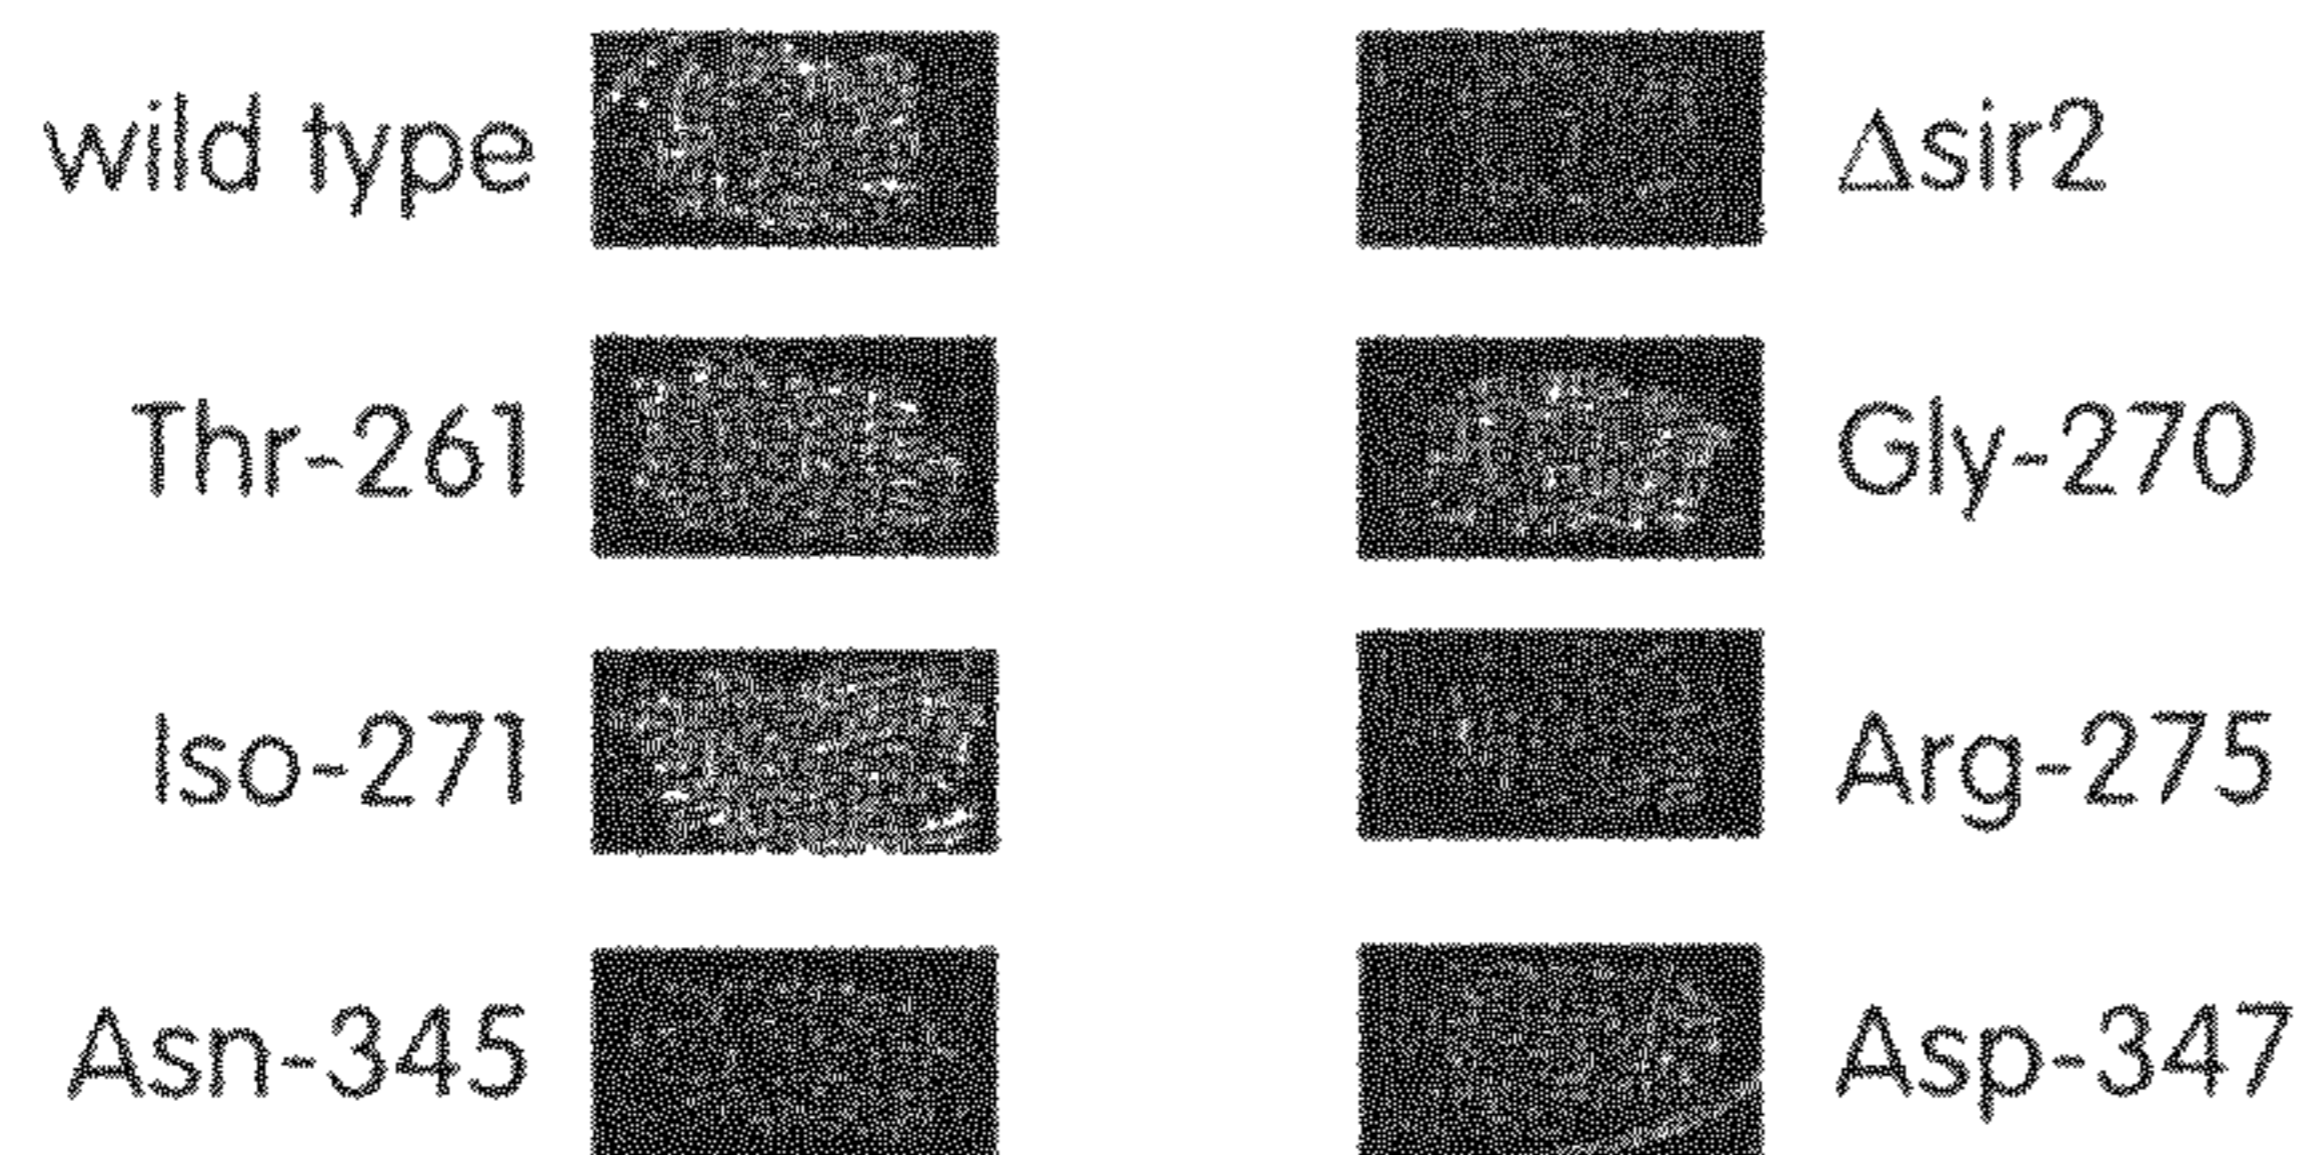 wild type Δsir2
Thr-261 Gly-270
Iso-271 Arg-275
Asn-345 Asp-347